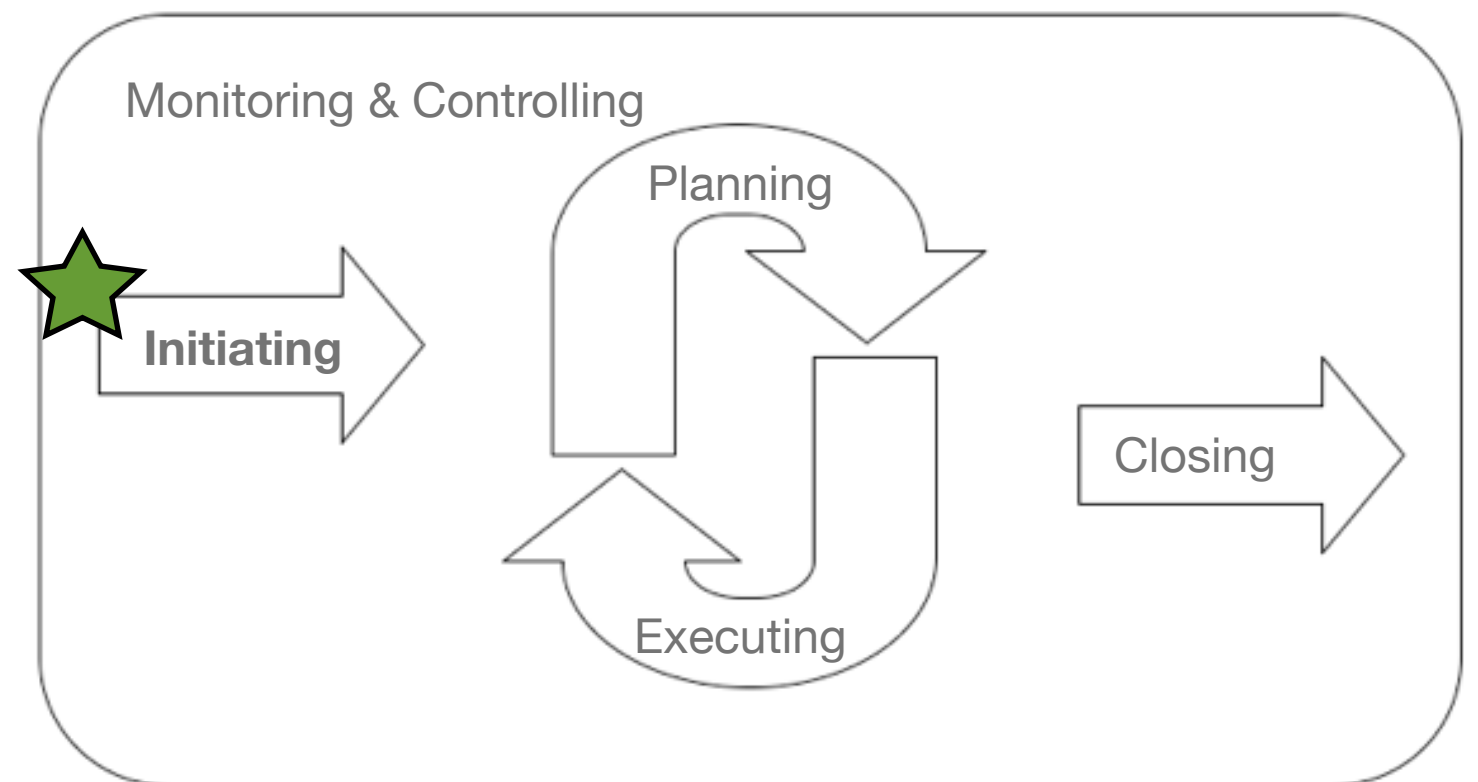 Monitoring & Controlling
Planning
Initiating
Closing
Executing